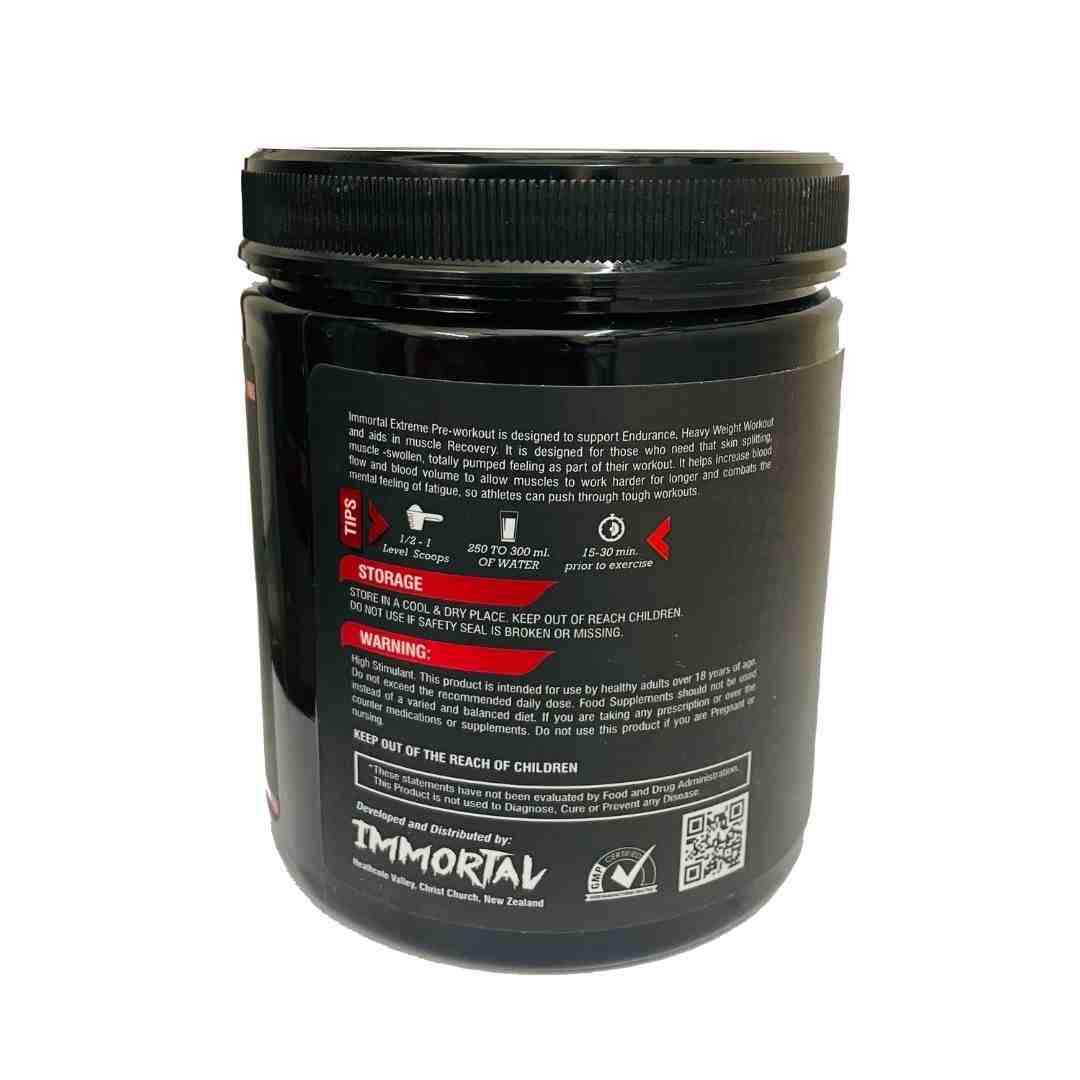 Immortal Extreme Pre-workout is designed to support Endurance, Heavy Weight Workout
and aids in muscle Recovery. It is designed for those who need that skin splitting,
muscle -swollen, totally pumped feeling as part of their workout. It helps increase blood
flow and blood volume to allow muscles to work harder for longer and combats the
mental feeling of fatigue, so athletes can push through tough workouts.
TIPS
1/2 - 1
Level Scoops
250 TO 300 ml.
OF WATER
15-30 min.
prior to exercise
STORAGE
STORE IN A COOL & DRY PLACE. KEEP OUT OF REACH CHILDREN.
DO NOT USE IF SAFETY SEAL IS BROKEN OR MISSING.
WARNING:
High Stimulant. This product is intended for use by healthy adults over 18 years of age.
Do not exceed the recommended daily dose. Food Supplements should not be used
instead of a varied and balanced diet. If you are taking any prescription or over the
counter medications or supplements. Do not use this product if you are Pregnant or
nursing.
KEEP OUT OF THE REACH OF CHILDREN
*These statements have not been evaluated by Food and Drug Administration.
This Product is not used to Diagnose, Cure or Prevent any Disease
Developed and Distributed by:
IMMORTAL
Valley, Christ Church, New Zealand
CERTIFIED
GMP